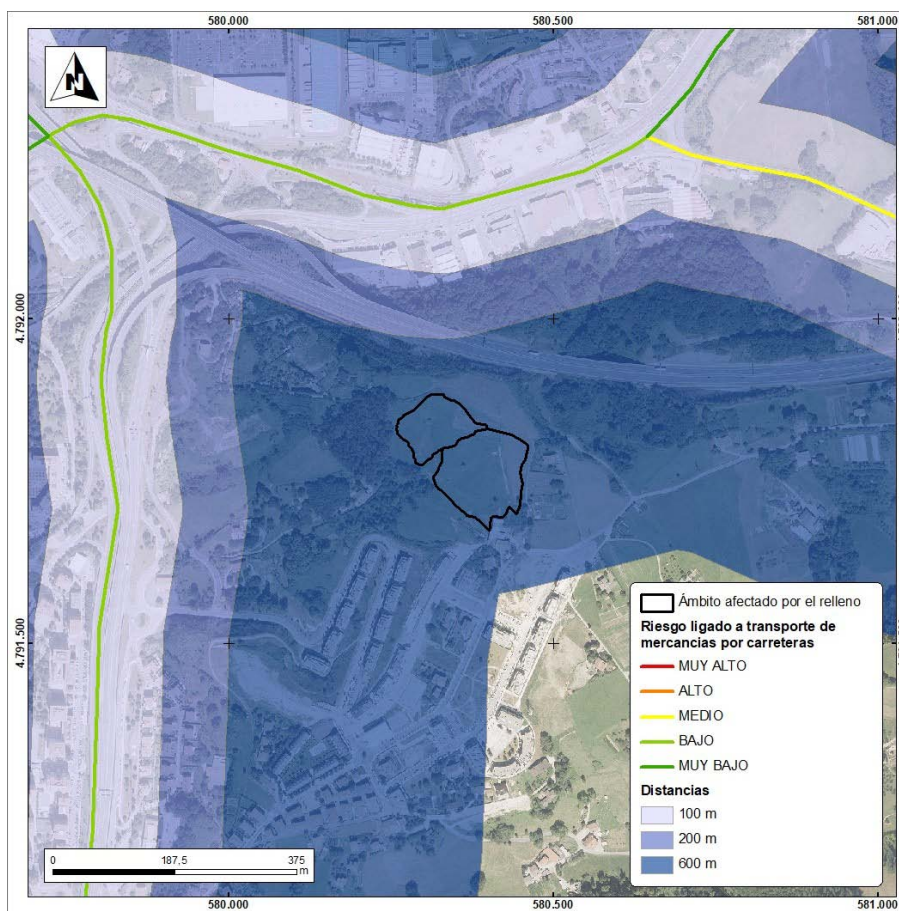 580.000 580.500 581.000
N
4.792.000
4.791.500
Ámbito afectado por el relleno
Riesgo ligado a transporte de
mercancias por carreteras
MUY ALTO
ALTO
MEDIO
BAJO
MUY BAJO
Distancias
100 m
200 m
600 m
0 187,5 375
m
580.000 580.500 581.000